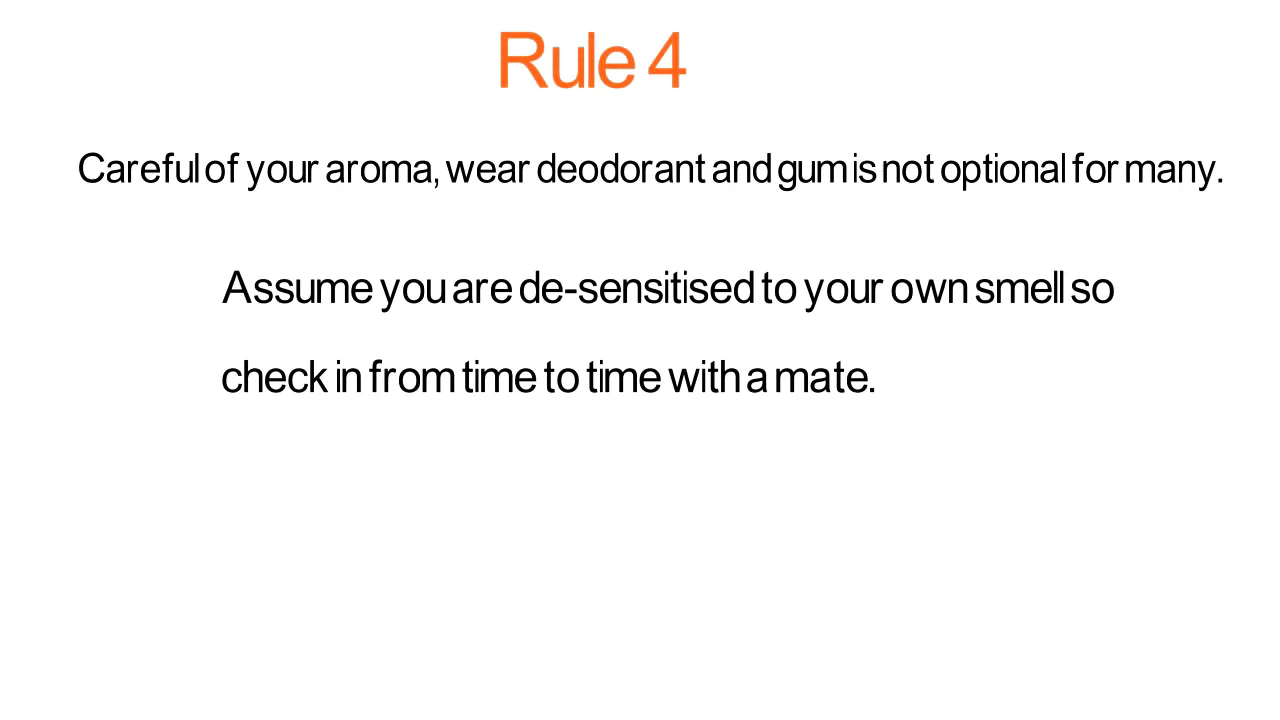 Rule 4
Careful of your aroma, wear deodorant and gum is not optional for many.
Assume you are de-sensitised to your own smell so
check in from time to time with a mate.